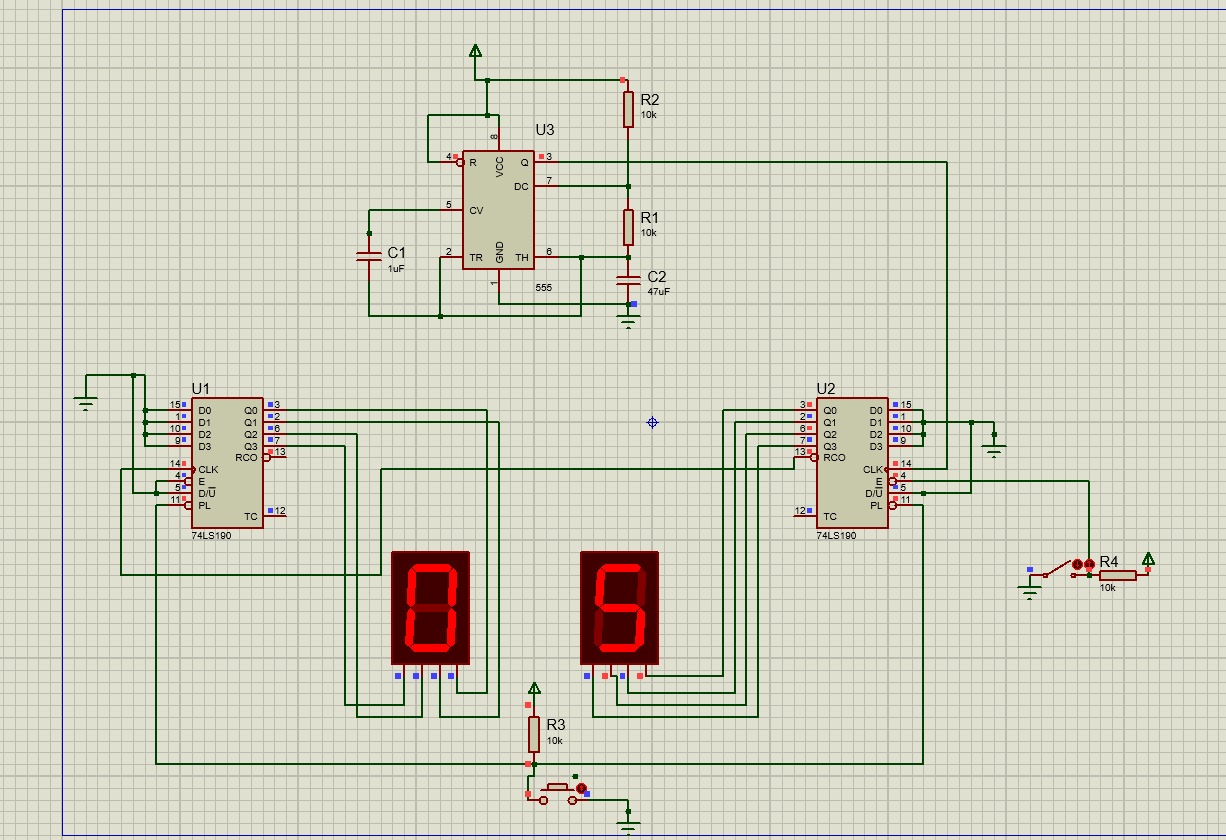 R2
10k
U3
8
4 R VCC Q 3
DC 7
5 CV
R1
10k
C1
1uF
2 TR GND TH 6
1
555
C2
47uF
U1
15 D0 Q0 3
1 D1 Q1 2
10 D2 Q2 6
9 D3 Q3 7
RCO 13
14 CLK
4 E
5 D/U
11 PL
TC 12
74LS190
U2
3 Q0 D0 15
2 Q1 D1 1
6 Q2 D2 10
7 Q3 D3 9
13 RCO
CLK 14
E 4
D/U 5
PL 11
12 TC
74LS190
05
R4
10k
R3
10k